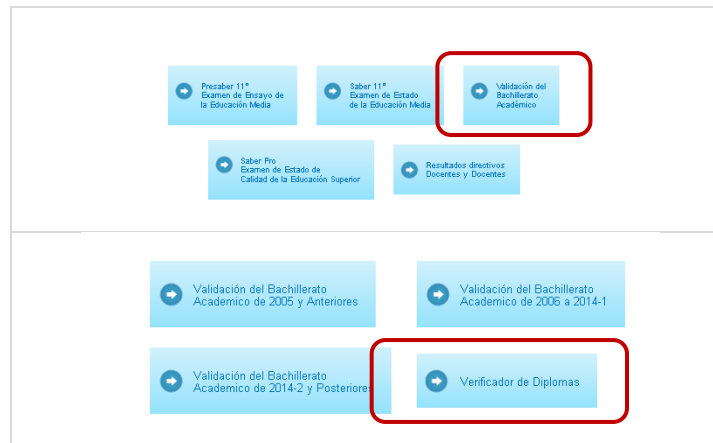 Presaber 11°
Examen de Ensayo de
la Educación Media
Saber 11°
Examen de Estado
de la Educación Media
Validación del
Bachillerato
Académico
Saber Pro
Examen de Estado de
Calidad de la Educación Superior
Resultados directivos
Docentes y Docentes
Validación del Bachillerato
Academico de 2005 y Anteriores
Validación del Bachillerato
Academico de 2006 a 2014-1
Validación del Bachillerato
Academico de 2014-2 y Posteriores
Verificador de Diplomas